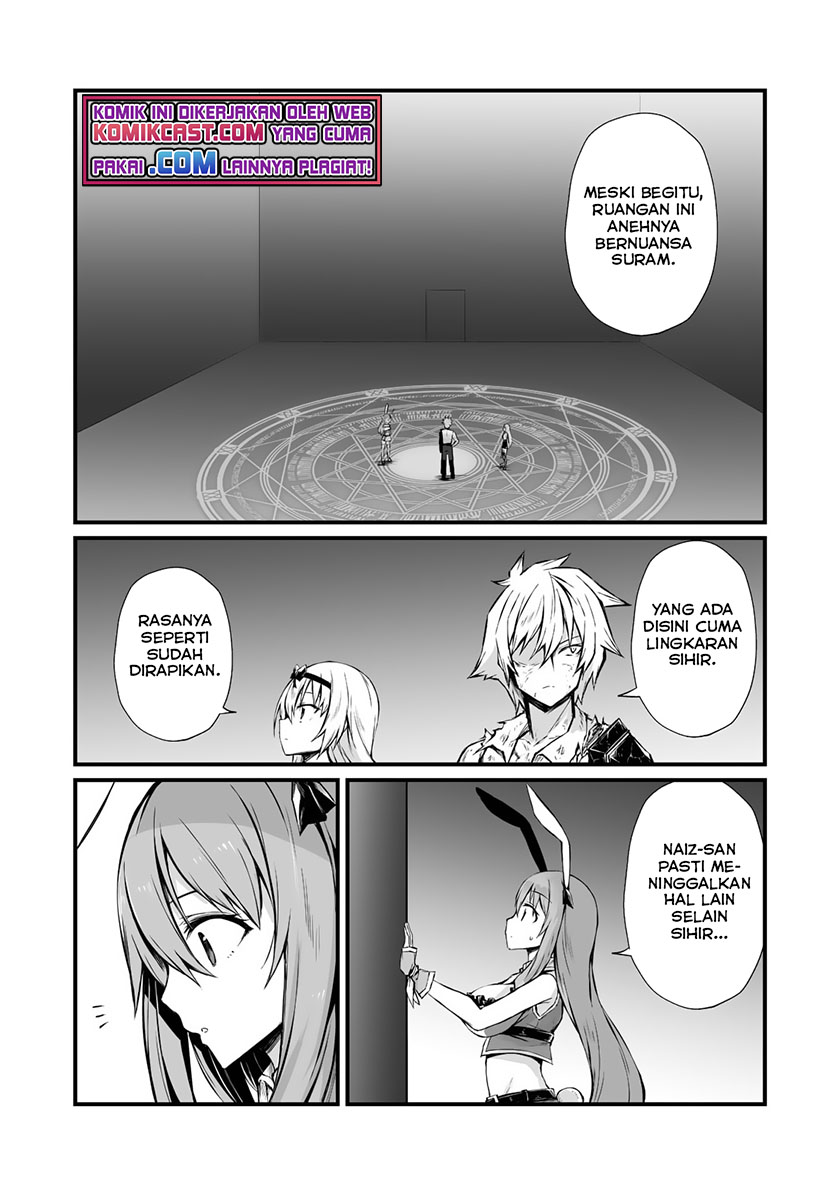 KOMIK INI DIKERJAKAN OLEH WEB
KOMIKCAST.COM YANG CUMA
PAKAI .COM LAINNYA PLAGIAT!
MESKI BEGITU,
RUANGAN INI
ANEHNYA
BERNUANSA
SURAM.
YANG ADA
DISINI CUMA
LINGKARAN
SIHIR.
RASANYA
SEPERTI
SUDAH
DIRAPIKAN.
NAIZ-SAN
PASTI ME-
NINGGALKAN
HAL LAIN
SELAIN
SIHIR...